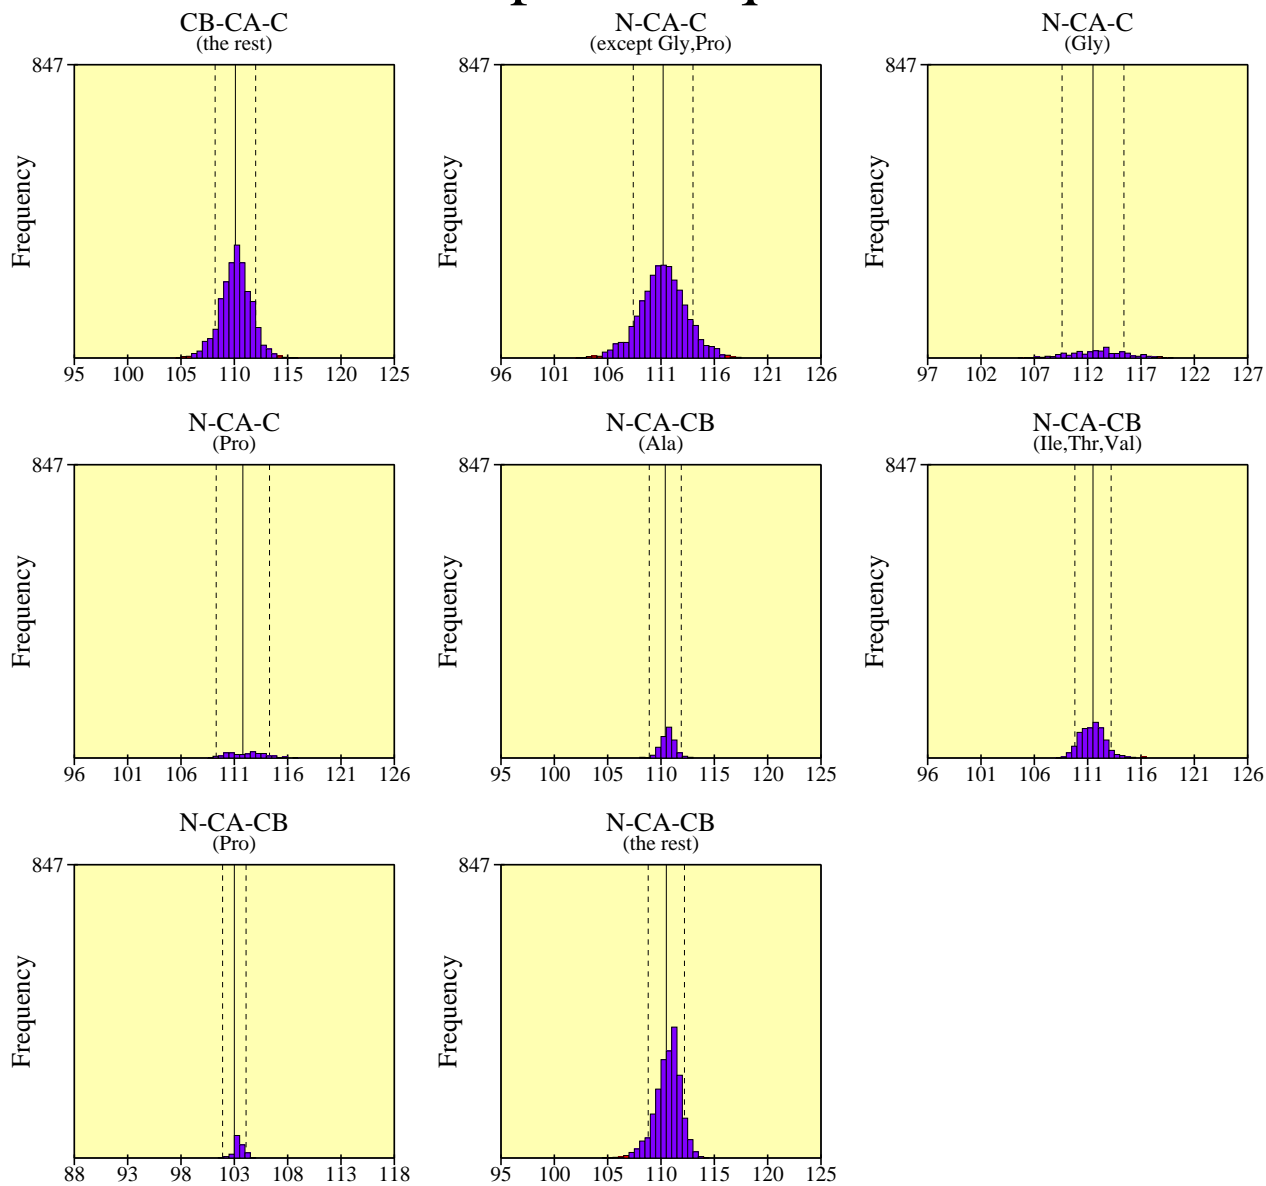 CB-CA-C N-CA-C N-CA-C
(the rest) (except Gly,Pro) (Gly)
847 847 847
Frequency Frequency Frequency
95 100 105 110 115 120 125 96 101 106 111 116 121 126 97 102 107 112 117 122 127
N-CA-C N-CA-CB N-CA-CB
(Pro) (Ala) (Ile,Thr,Val)
847 847 847
Frequency Frequency Frequency
96 101 106 111 116 121 126 95 100 105 110 115 120 125 96 101 106 111 116 121 126
N-CA-CB N-CA-CB
(Pro) (the rest)
847 847
Frequency Frequency
88 93 98 103 108 113 118 95 100 105 110 115 120 125